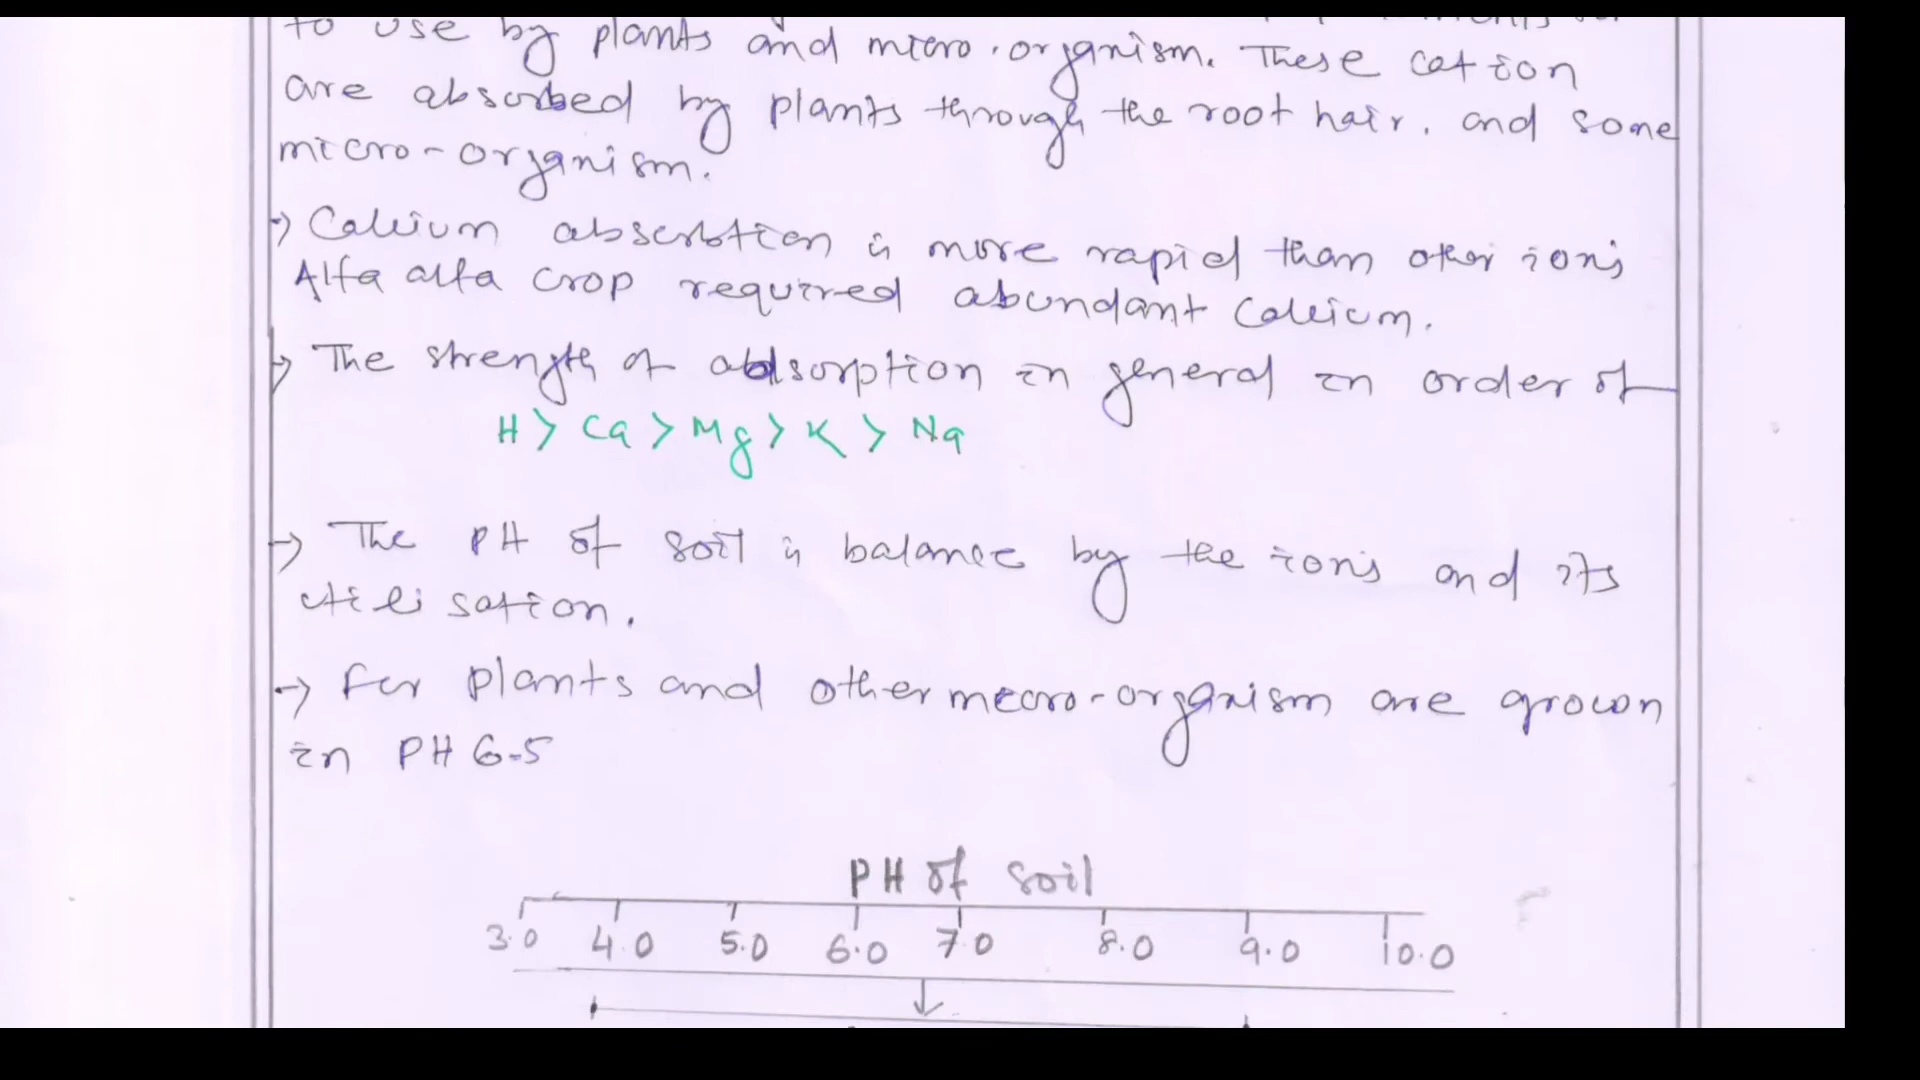 to use by plants and micro-organism. These cation
are absorbed by plants through the root hair. and some
micro-organism.
→ Calcium absorbtion is more rapid than other ions
Alfa alfa crop required abundant Calcium.
→ The strength of adsorption in general in order of
H > Ca > Mg > K > Na
→ The PH of soil is balance by the ions and its
utilisation.
→ For plants and other mecro-organism are grown
in PH 6.5
PH of soil
3.0 4.0 5.0 6.0 7.0 8.0 9.0 10.0